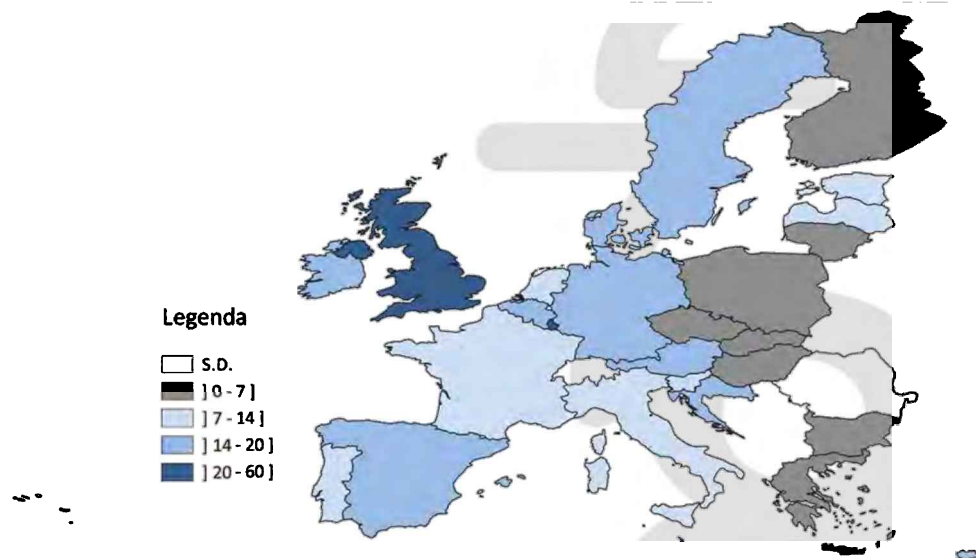 Legenda
S.D.
] 0 - 7 ]
] 7 - 14 ]
] 14 - 20 ]
] 20 - 60 ]